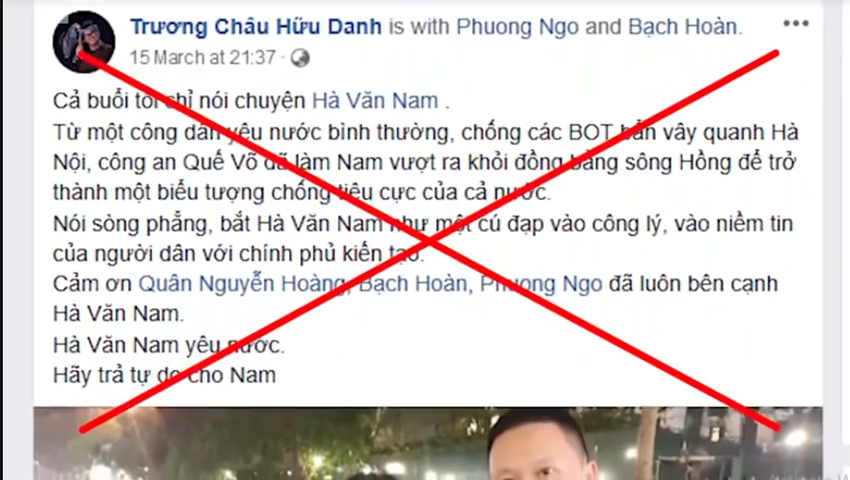 Trương Châu Hữu Danh is with Phuong Ngo and Bạch Hoàn.
15 March at 21:37 ·
Cả buổi tối chỉ nói chuyện Hà Văn Nam .
Từ một công dân yêu nước bình thường, chống các BOT bẩn vây quanh Hà
Nội, công an Quế Võ đã làm Nam vượt ra khỏi đồng bằng sông Hồng để trở
thành một biểu tượng chống tiêu cực của cả nước.
Nói sòng phẳng, bắt Hà Văn Nam như một cú đạp vào công lý, vào niềm tin
của người dân với chính phủ kiến tạo.
Cảm ơn Quân Nguyễn Hoàng, Bạch Hoàn, Phuong Ngo đã luôn bên cạnh
Hà Văn Nam.
Hà Văn Nam yêu nước.
Hãy trả tự do cho Nam